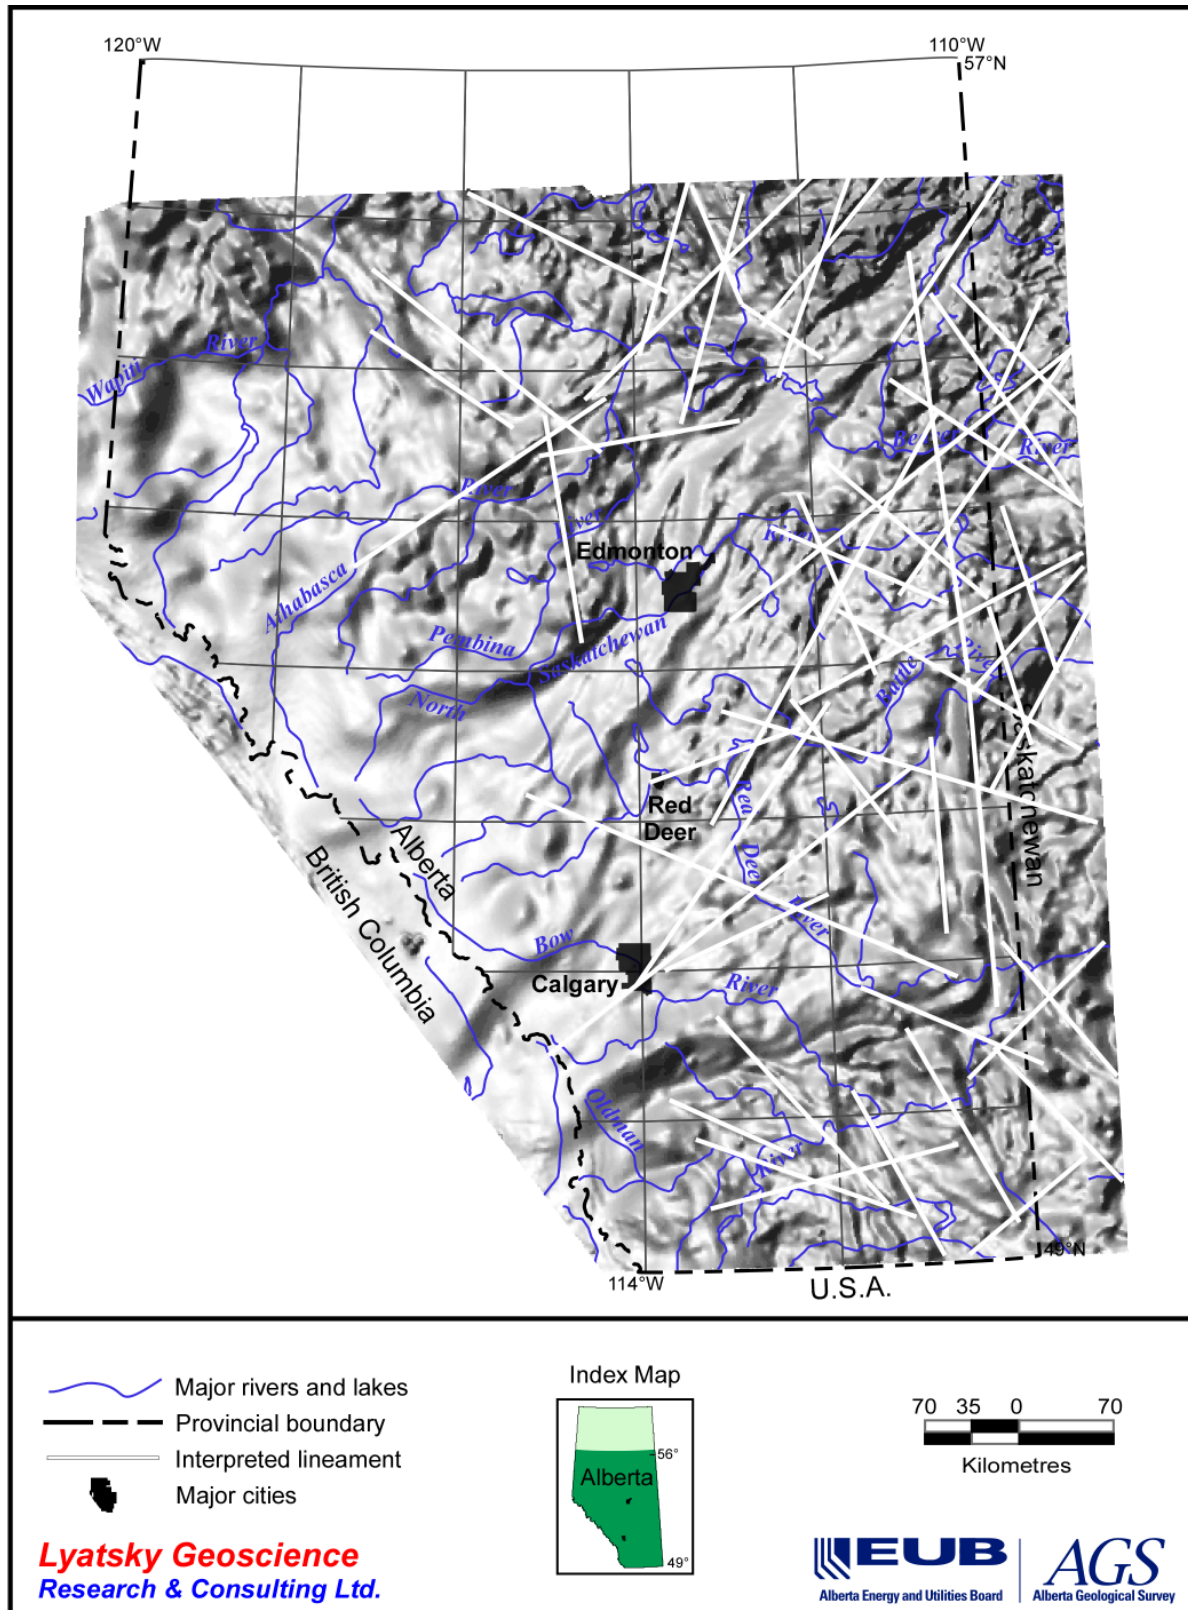 120°W
110°W
57°N
River
Wapiti
Beaver
River
River
River
River
Edmonton
Athabasca
Pembina
Saskatchewan
North
Battle
River
Saskatchewan
Red
Deer
Red
Deer
River
Alberta
British Columbia
Bow
Calgary
River
Oldman
River
49°N
114°W
U.S.A.
Major rivers and lakes
Provincial boundary
Interpreted lineament
Major cities
Index Map
56°
Alberta
49°
70 35 0 70
Kilometres
Lyatsky Geoscience
Research & Consulting Ltd.
EUB
Alberta Energy and Utilities Board
AGS
Alberta Geological Survey